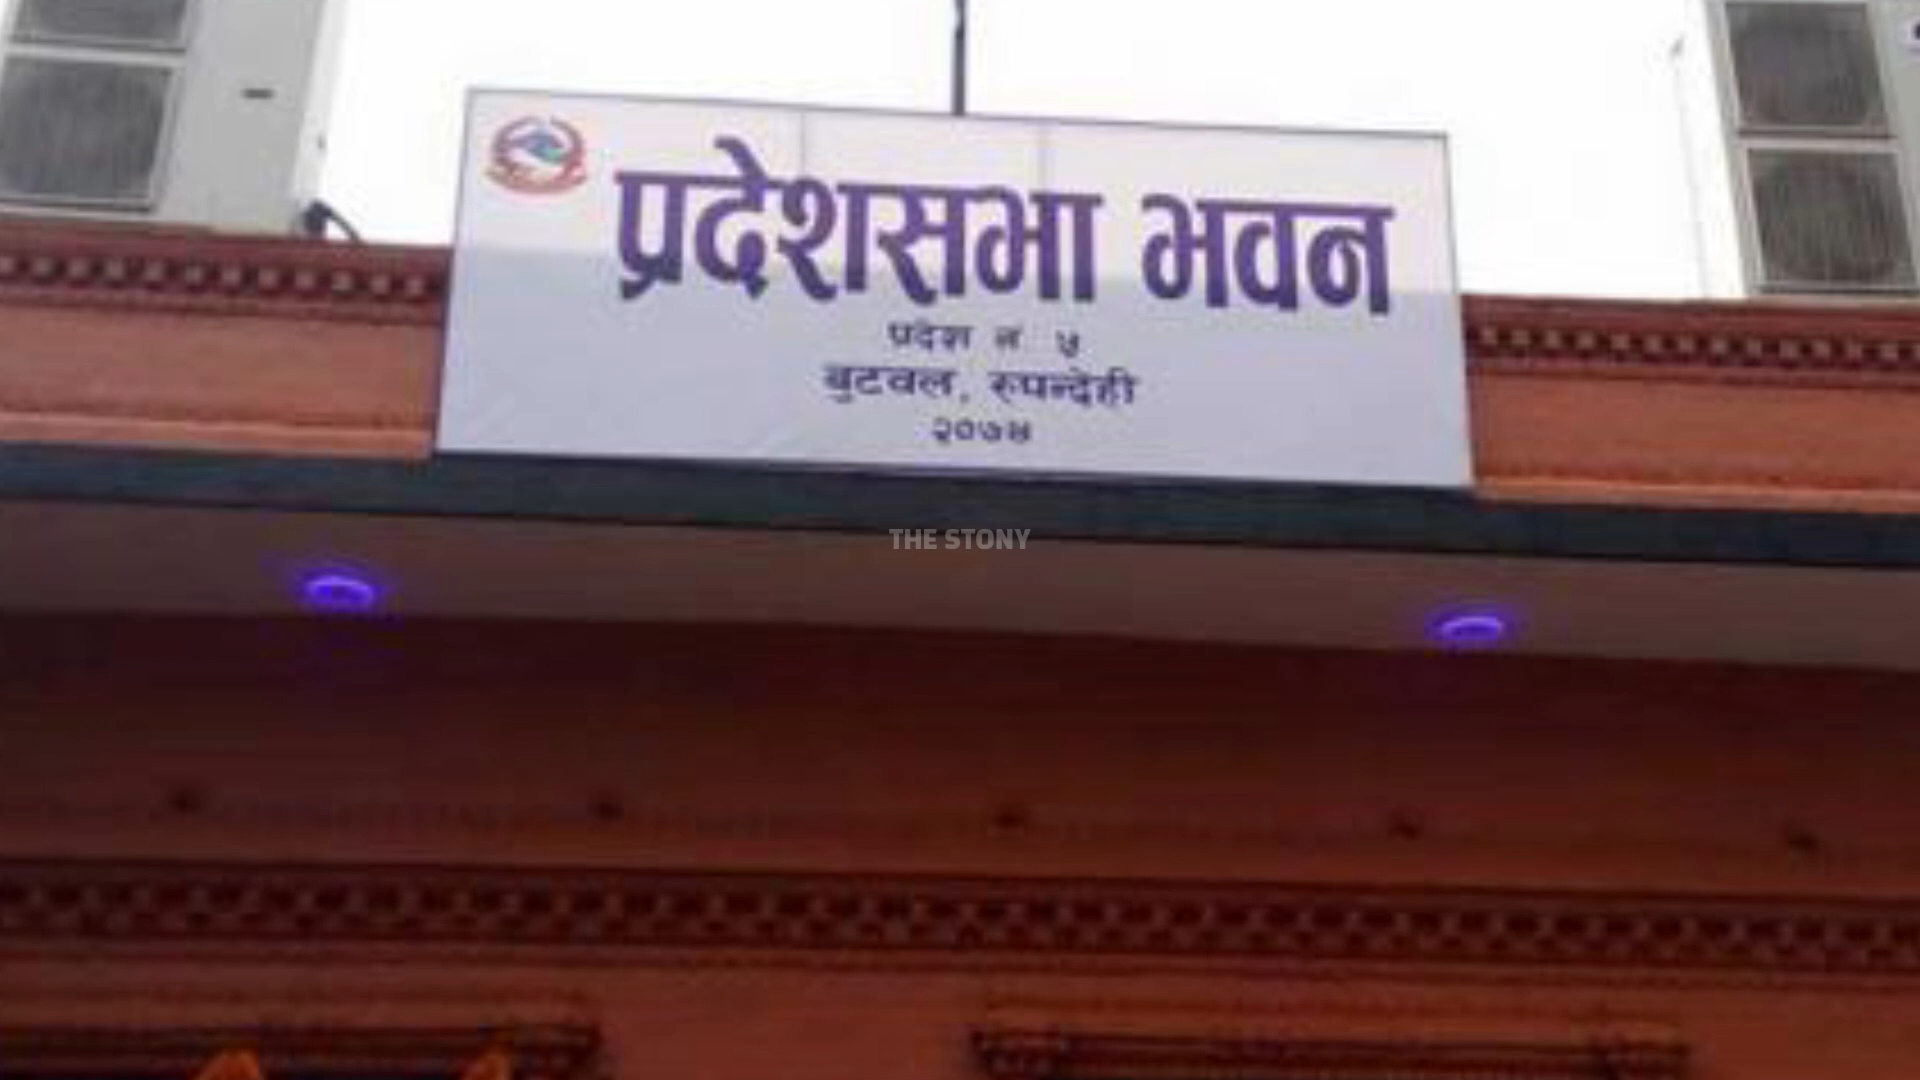 प्रदेशसभा भवन
प्रदेश नं ५
बुटवल, रुपन्देही
२०७५
THE STONY